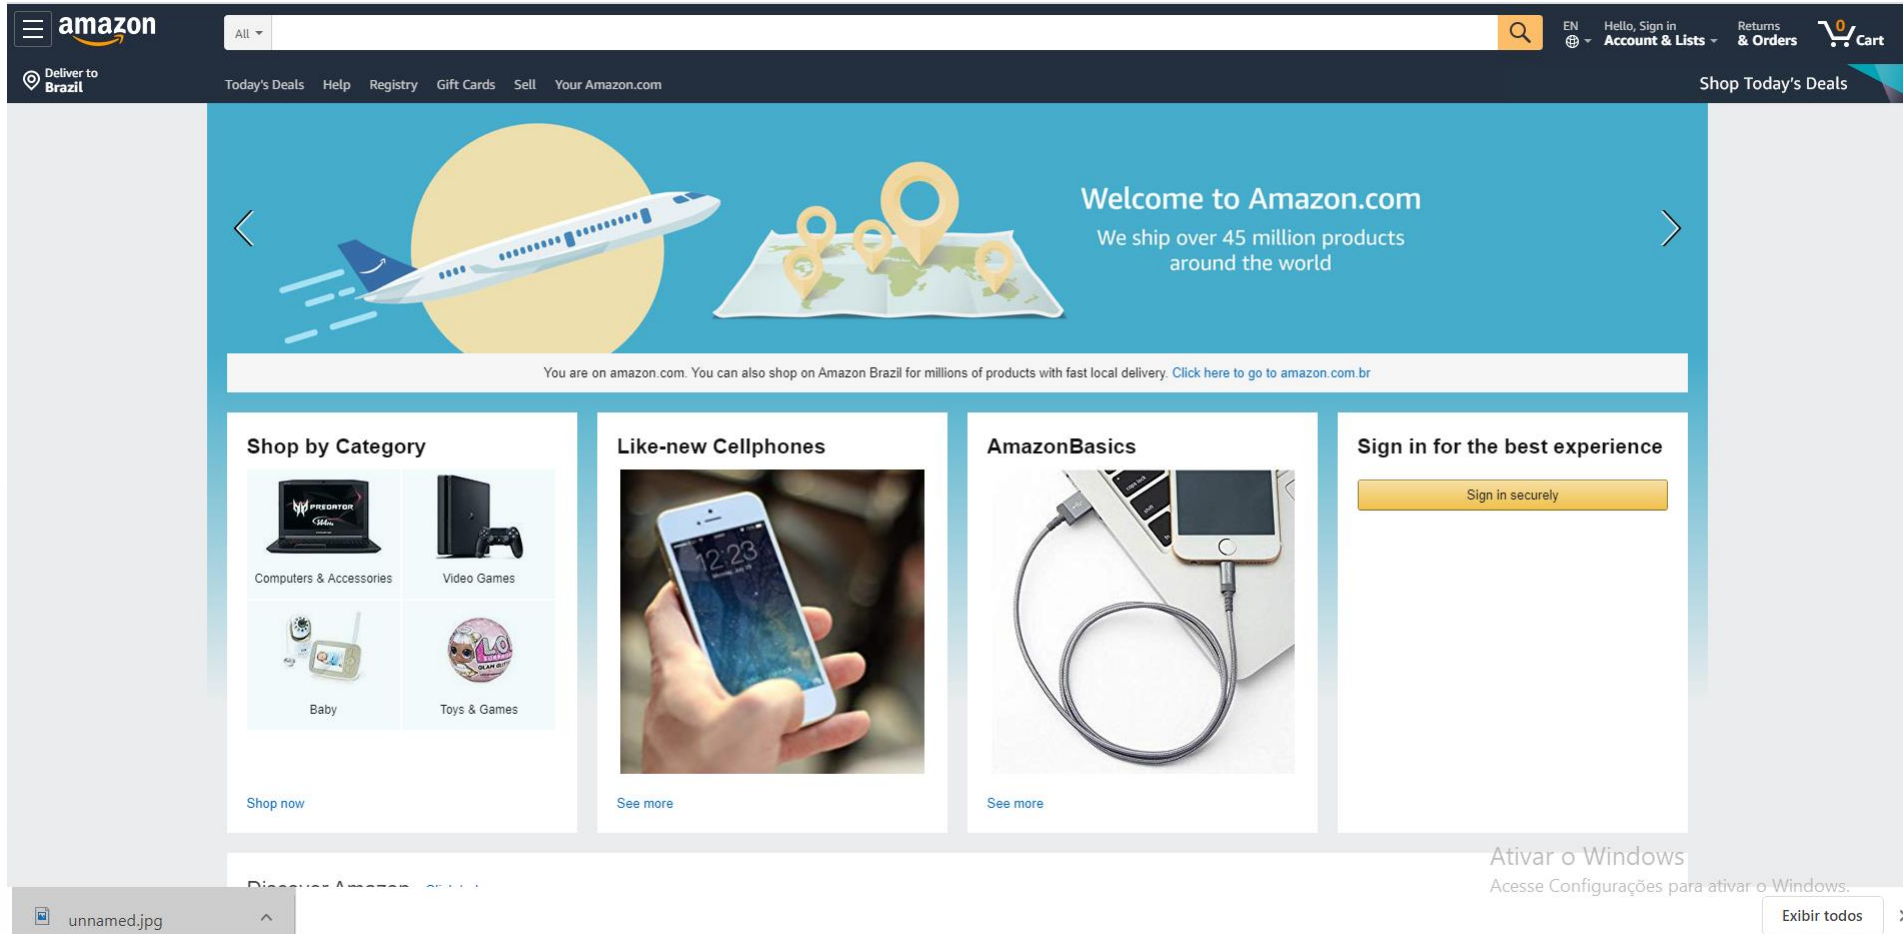 amazon
All
EN
Hello, Sign in
Account & Lists
Returns
& Orders
0
Cart
Deliver to
Brazil
Today's Deals
Help
Registry
Gift Cards
Sell
Your Amazon.com
Shop Today's Deals
Welcome to Amazon.com
We ship over 45 million products
around the world
You are on amazon.com. You can also shop on Amazon Brazil for millions of products with fast local delivery. Click here to go to amazon.com.br
Shop by Category
PREDATOR
Computers & Accessories
Video Games
Baby
Toys & Games
Shop now
Like-new Cellphones
12:23
See more
AmazonBasics
See more
Sign in for the best experience
Sign in securely
Discover Amazon
Ativar o Windows
Acesse Configurações para ativar o Windows.
unnamed.jpg
Exibir todos